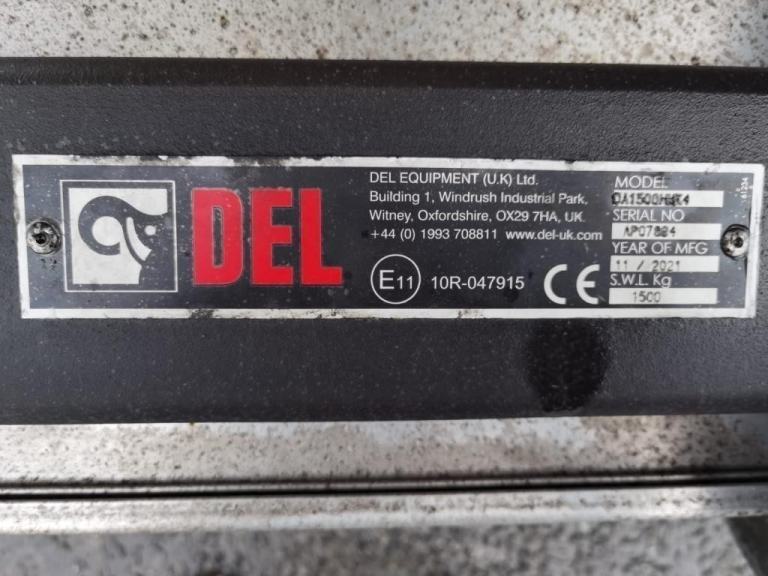 DEL
DEL EQUIPMENT (U.K) Ltd.
Building 1, Windrush Industrial Park,
Witney, Oxfordshire, OX29 7HA, UK.
+44 (0) 1993 708811 www.del-uk.com
E11 10R-047915 CE
MODEL
SERIAL NO
YEAR OF MFG
11 / 2021
S.W.L. Kg
1500